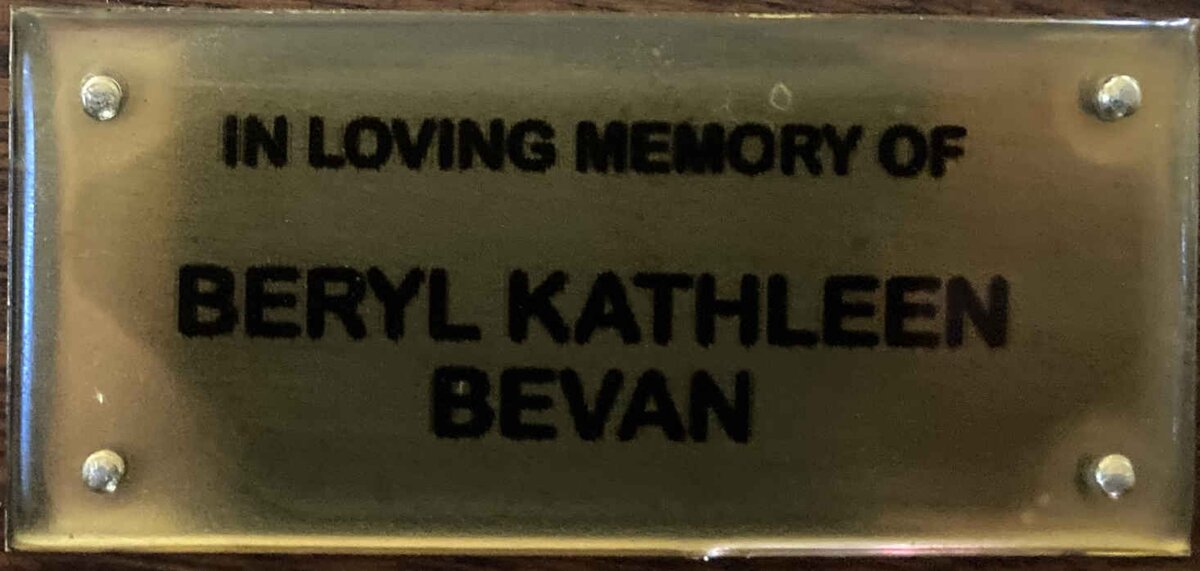 IN LOVING MEMORY OF
BERYL KATHLEEN
BEVAN